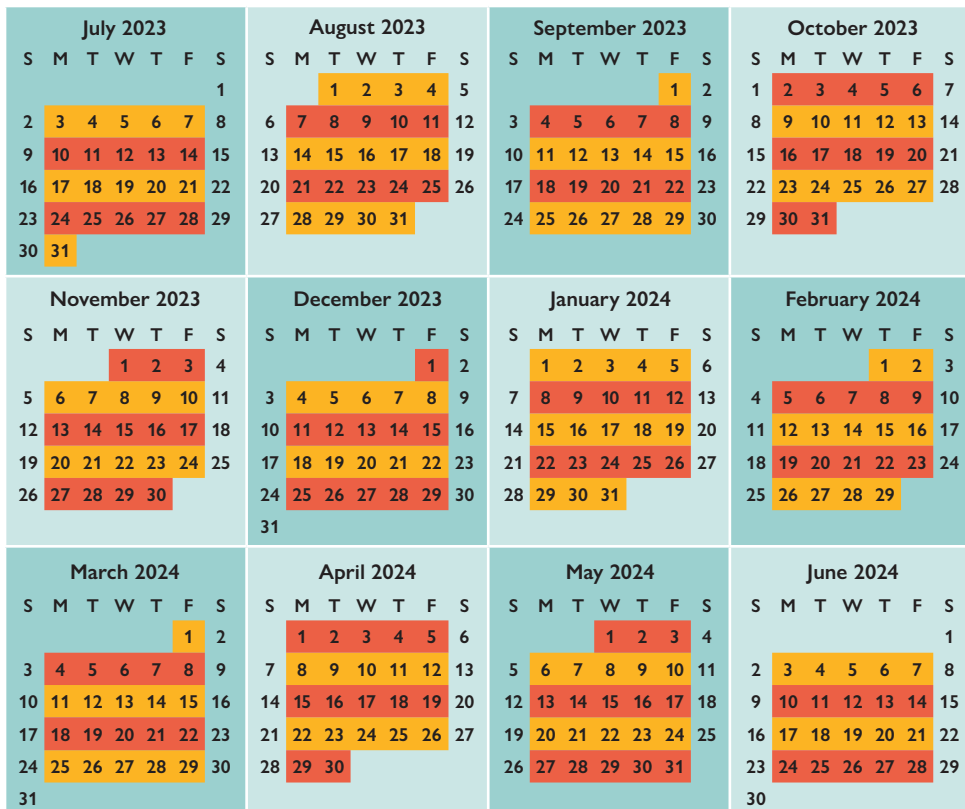 July 2023
S M T W T F S
1
2 3 4 5 6 7 8
9 10 11 12 13 14 15
16 17 18 19 20 21 22
23 24 25 26 27 28 29
30 31
August 2023
S M T W T F S
1 2 3 4 5
6 7 8 9 10 11 12
13 14 15 16 17 18 19
20 21 22 23 24 25 26
27 28 29 30 31
September 2023
S M T W T F S
1 2
3 4 5 6 7 8 9
10 11 12 13 14 15 16
17 18 19 20 21 22 23
24 25 26 27 28 29 30
October 2023
S M T W T F S
1 2 3 4 5 6 7
8 9 10 11 12 13 14
15 16 17 18 19 20 21
22 23 24 25 26 27 28
29 30 31
November 2023
S M T W T F S
1 2 3 4
5 6 7 8 9 10 11
12 13 14 15 16 17 18
19 20 21 22 23 24 25
26 27 28 29 30
December 2023
S M T W T F S
1 2
3 4 5 6 7 8 9
10 11 12 13 14 15 16
17 18 19 20 21 22 23
24 25 26 27 28 29 30
31
January 2024
S M T W T F S
1 2 3 4 5 6
7 8 9 10 11 12 13
14 15 16 17 18 19 20
21 22 23 24 25 26 27
28 29 30 31
February 2024
S M T W T F S
1 2 3
4 5 6 7 8 9 10
11 12 13 14 15 16 17
18 19 20 21 22 23 24
25 26 27 28 29
March 2024
S M T W T F S
1 2
3 4 5 6 7 8 9
10 11 12 13 14 15 16
17 18 19 20 21 22 23
24 25 26 27 28 29 30
31
April 2024
S M T W T F S
1 2 3 4 5 6
7 8 9 10 11 12 13
14 15 16 17 18 19 20
21 22 23 24 25 26 27
28 29 30
May 2024
S M T W T F S
1 2 3 4
5 6 7 8 9 10 11
12 13 14 15 16 17 18
19 20 21 22 23 24 25
26 27 28 29 30 31
June 2024
S M T W T F S
1
2 3 4 5 6 7 8
9 10 11 12 13 14 15
16 17 18 19 20 21 22
23 24 25 26 27 28 29
30